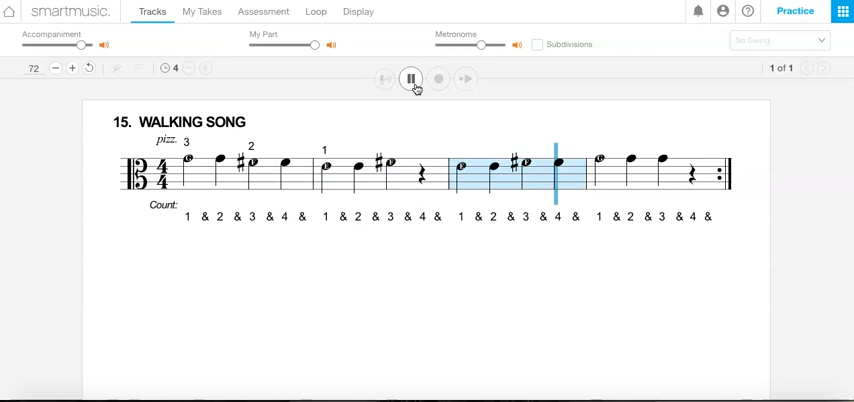 smartmusic. Tracks My Takes Assessment Loop Display Practice
Accompaniment My Part Metronome
Subdivisions No Swing
72 4 1 of 1
15. WALKING SONG
pizz. 3 2 1
Count: 
1 & 2 & 3 & 4 & 1 & 2 & 3 & 4 & 1 & 2 & 3 & 4 & 1 & 2 & 3 & 4 &